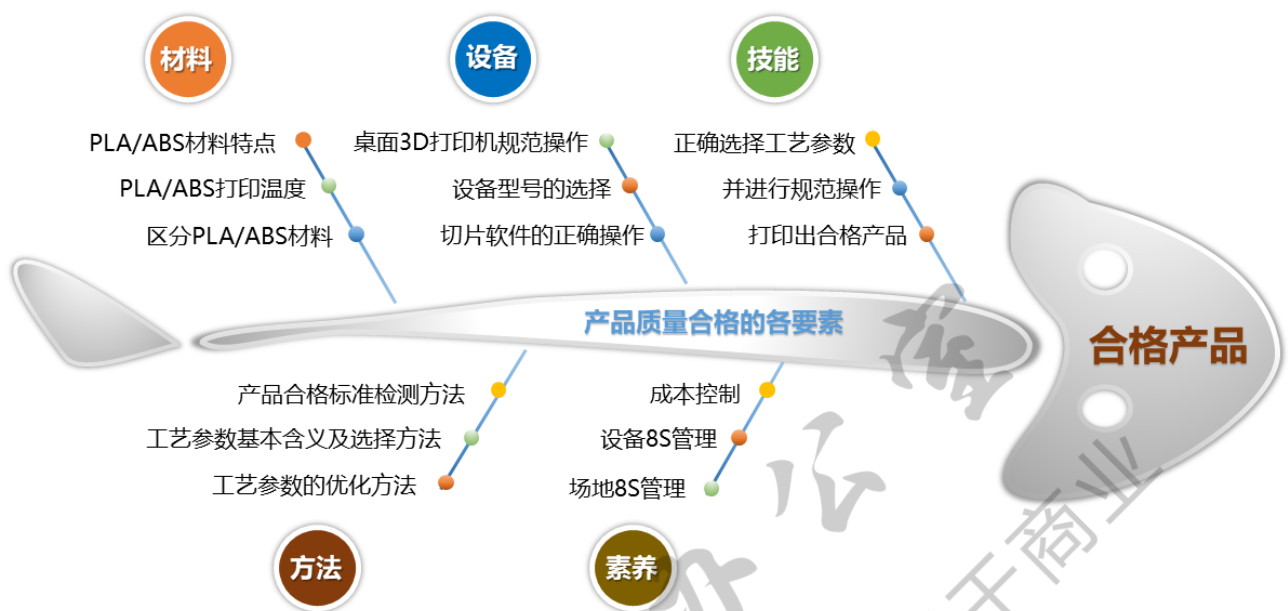 材料
设备
技能
PLA/ABS材料特点
桌面3D打印机规范操作
正确选择工艺参数
PLA/ABS打印温度
设备型号的选择
并进行规范操作
区分PLA/ABS材料
切片软件的正确操作
打印出合格产品
产品质量合格的各要素
合格产品
产品合格标准检测方法
成本控制
工艺参数基本含义及选择方法
设备8S管理
工艺参数的优化方法
场地8S管理
方法
素养
于商业